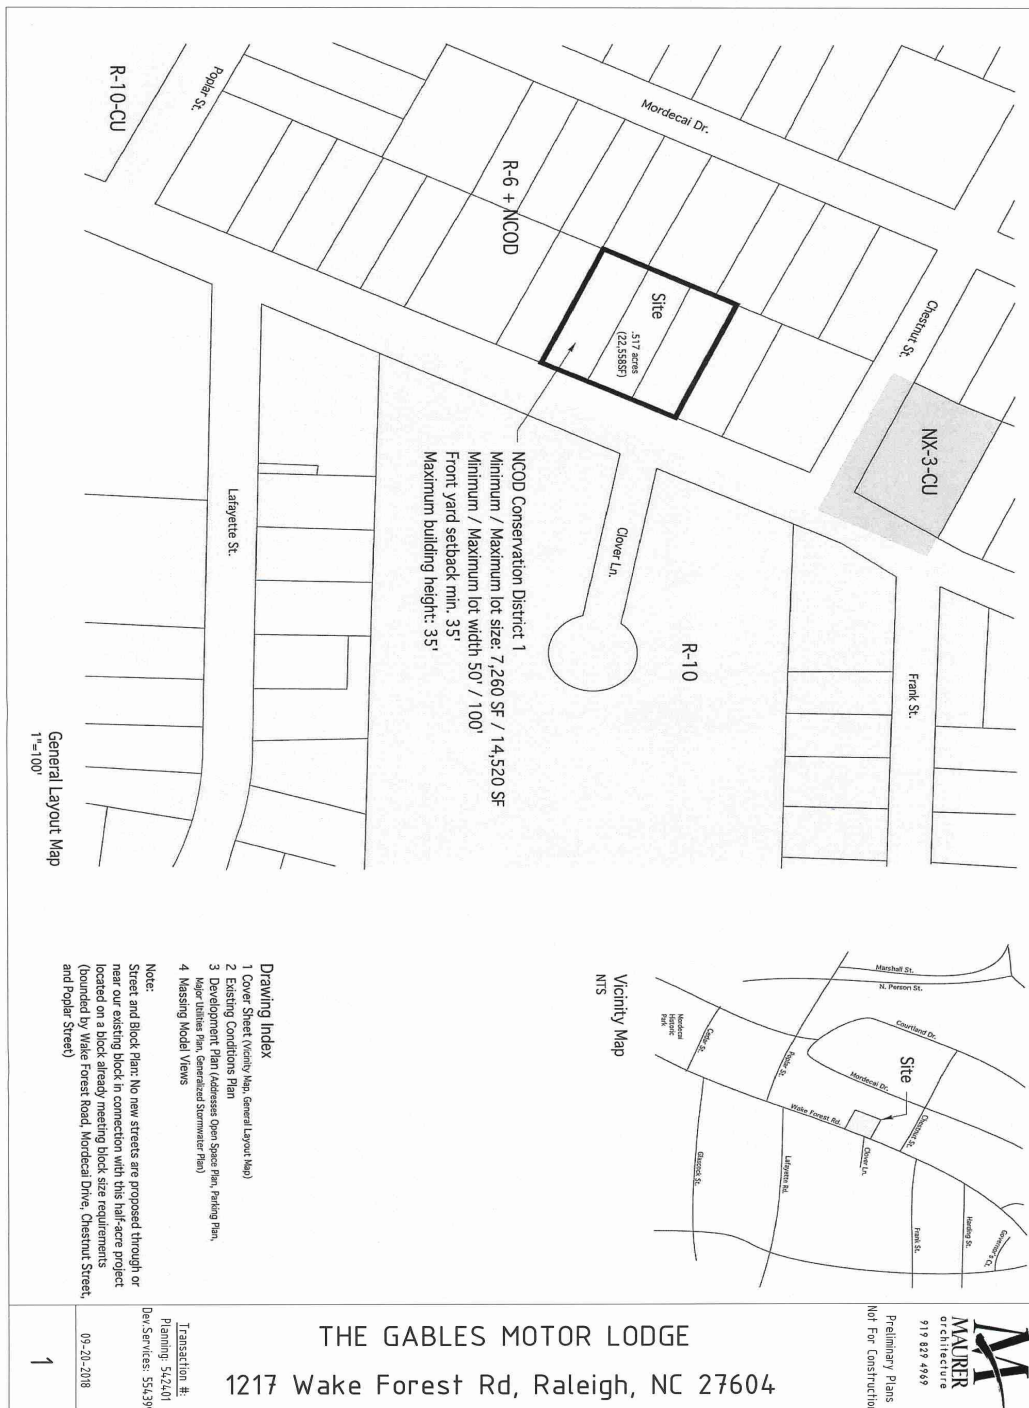 R-10-CU
Poplar St.
Mordecai Dr.
R-6 + NCOD
Site
.517 acres
(22,558SF)
Chestnut St.
NX-3-CU
NCOD Conservation District 1
Minimum / Maximum lot size: 7,260 SF / 14,520 SF
Minimum / Maximum lot width 50' / 100'
Front yard setback min. 35'
Maximum building height: 35'
Lafayette St.
Clover Ln.
R-10
Frank St.
General Layout Map
1"=100'
Marshall St.
N. Person St.
Courtland Dr.
Mordecai Dr.
Site
Chestnut St.
Poplar St.
Cedar St.
Mordecai
Historic
Park
Wake Forest Rd.
Clover Ln.
Lafayette Rd.
Glascock St.
Frank St.
Harding St.
Governor's Ct.
Vicinity Map
NTS
Drawing Index
1 Cover Sheet (Vicinity Map, General Layout Map)
2 Existing Conditions Plan
3 Development Plan (Addresses Open Space Plan, Parking Plan,
Major Utilities Plan, Generalized Stormwater Plan)
4 Massing Model Views
Note:
Street and Block Plan: No new streets are proposed through or
near our existing block in connection with this half-acre project
located on a block already meeting block size requirements
(bounded by Wake Forest Road, Mordecai Drive, Chestnut Street,
and Poplar Street)
M
MAURER
architecture
919 829 4969
Preliminary Plans
Not For Construction
THE GABLES MOTOR LODGE
1217 Wake Forest Rd, Raleigh, NC 27604
Transaction #:
Planning: 542401
Dev.Services: 55439
09-20-2018
1